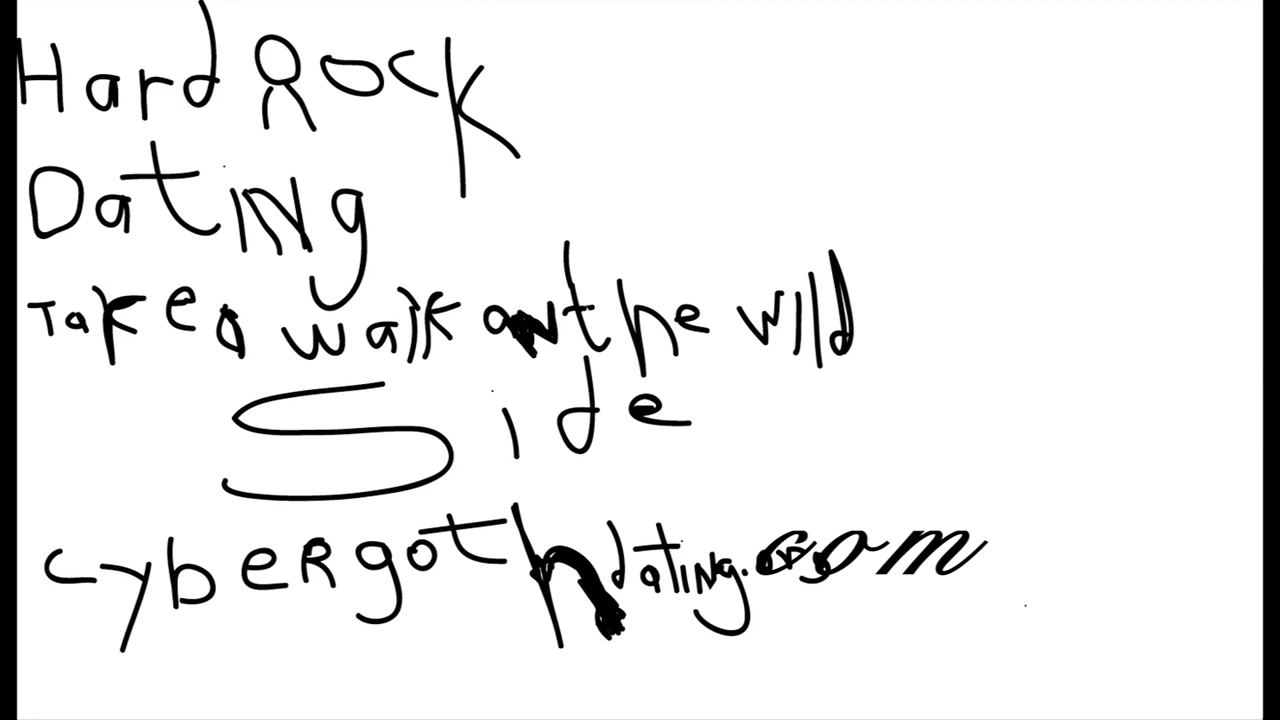 Hard Rock
Dating
Take a walk on the wild
Side
cybergothdating.com